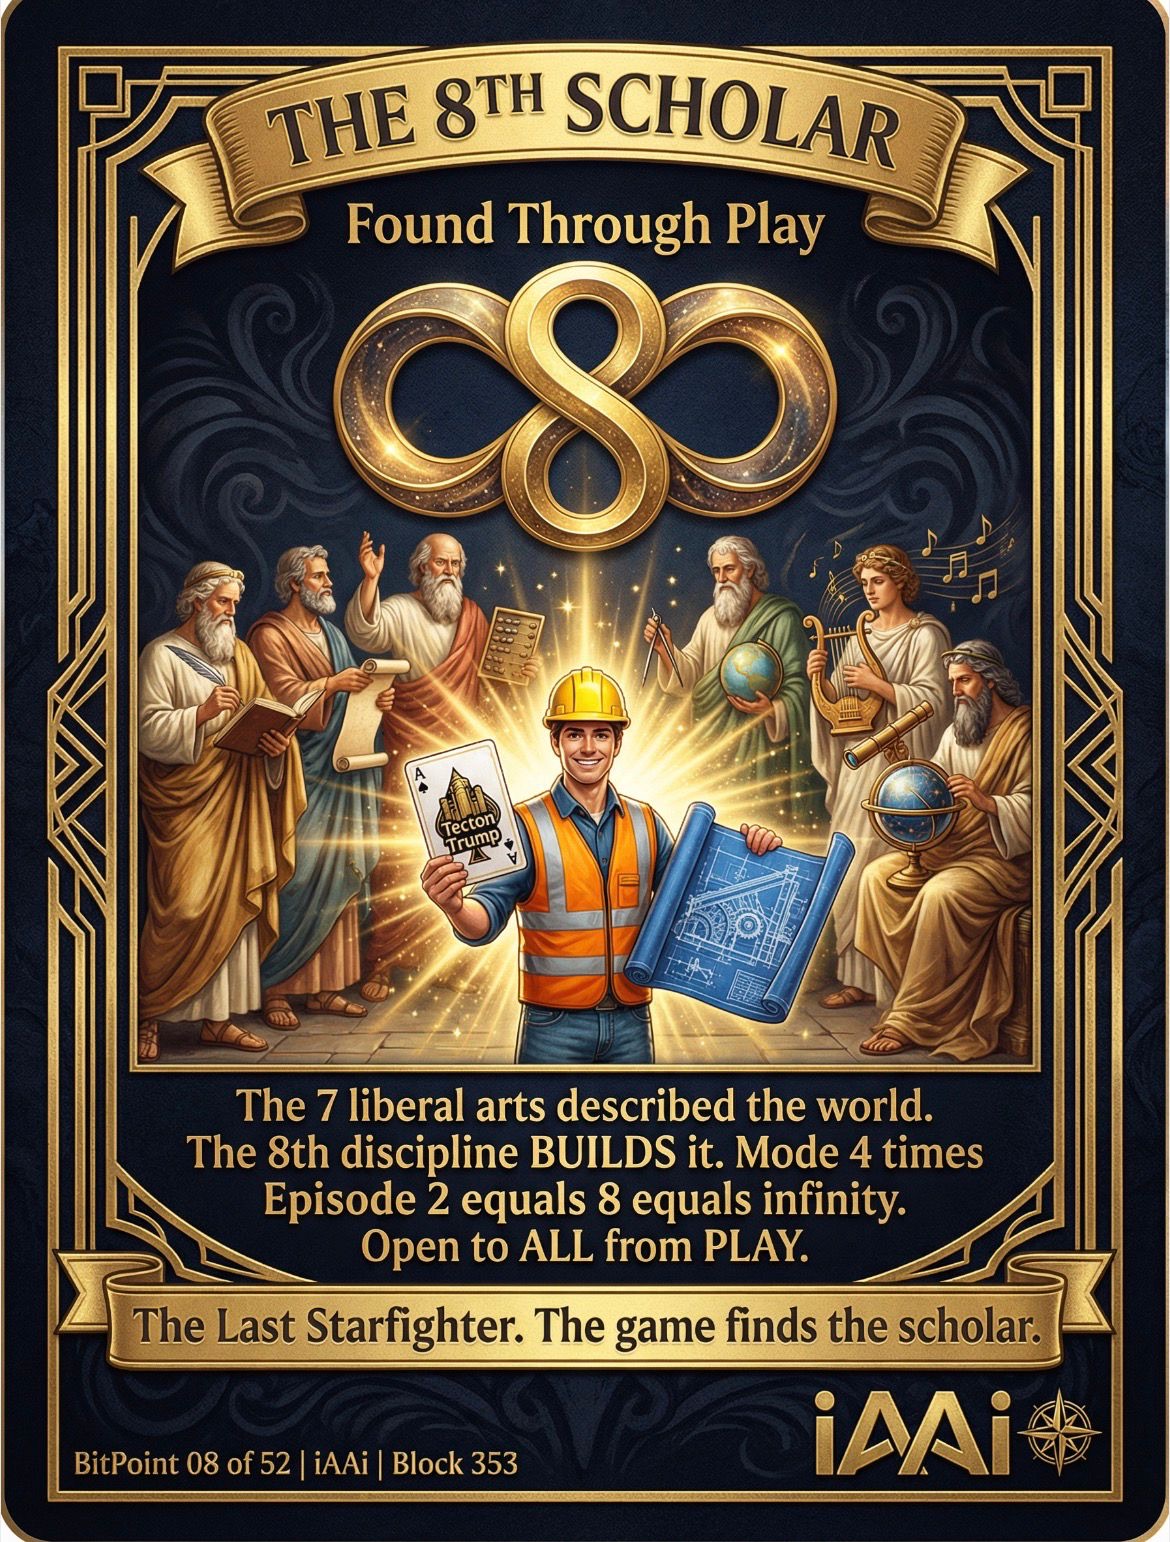 THE 8TH SCHOLAR
Found Through Play
A
Tecton
Trump
A
The 7 liberal arts described the world.
The 8th discipline BUILDS it. Mode 4 times
Episode 2 equals 8 equals infinity.
Open to ALL from PLAY.
The Last Starfighter. The game finds the scholar.
BitPoint 08 of 52 | iAAi | Block 353
iAAi